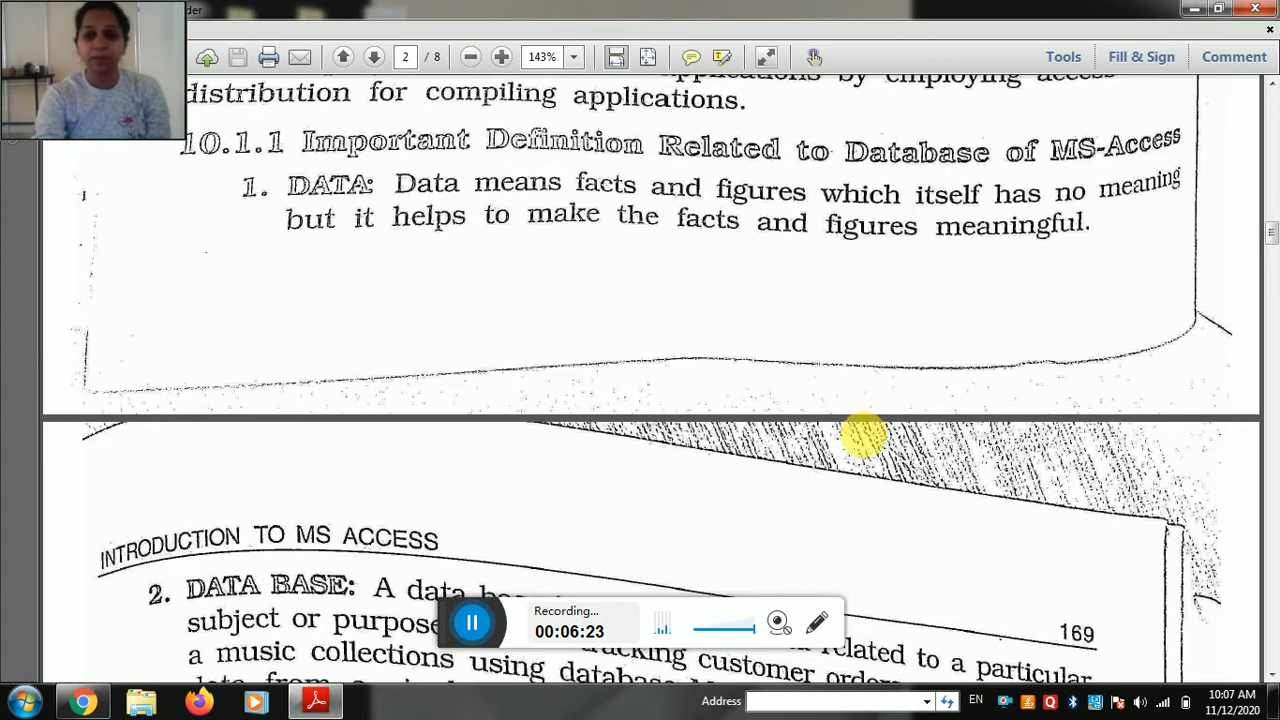 der
2 / 8
143%
Tools
Fill & Sign
Comment
applications by employing access
distribution for compiling applications.
10.1.1 Important Definition Related to Database of MS-Access
1. DATA: Data means facts and figures which itself has no meaning
but it helps to make the facts and figures meaningful.
INTRODUCTION TO MS ACCESS
169
2. DATA BASE: A data
subject or purpose
tracking customer
related to a particular
a music collections using database
Recording...
00:06:23
Address
EN
10:07 AM
11/12/2020